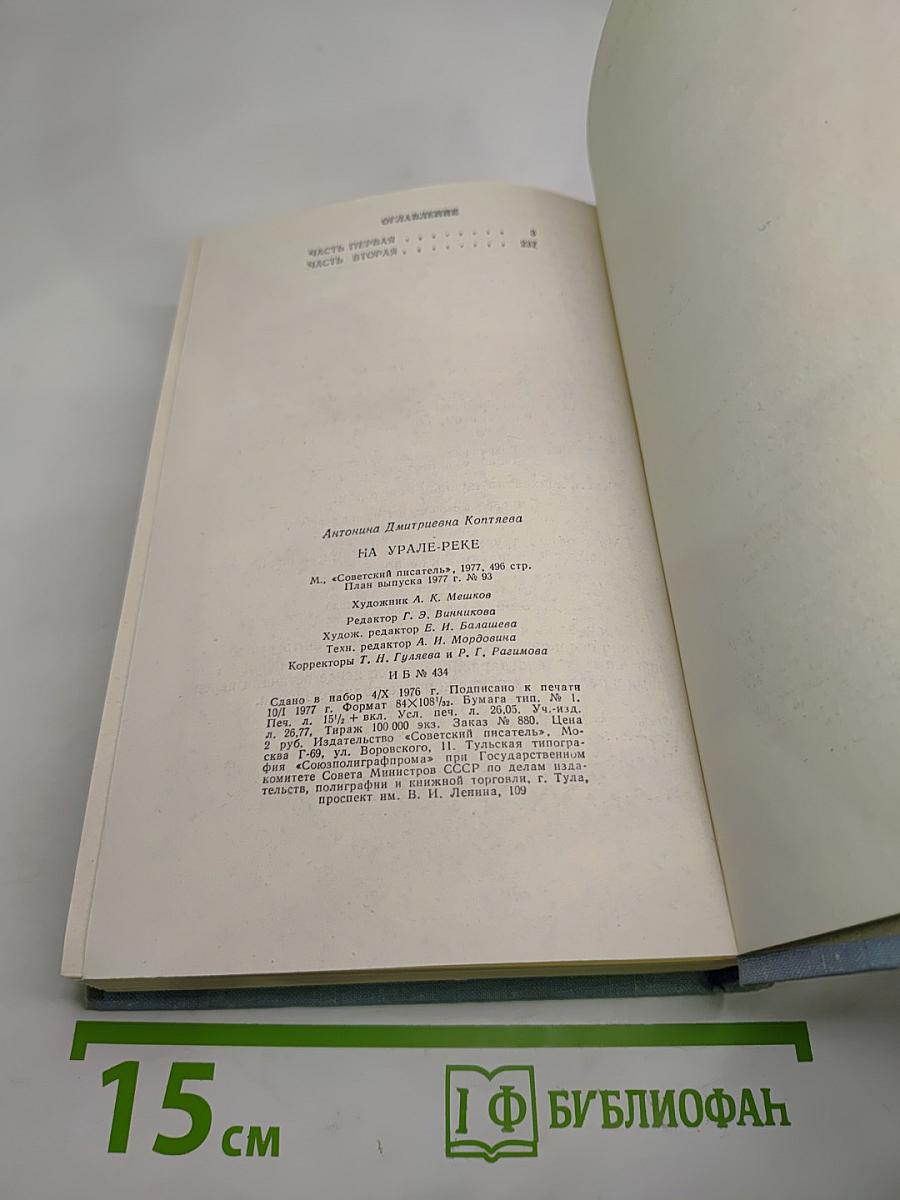 ОГЛАВЛЕНИЕ
ЧАСТЬ ПЕРВАЯ . . . . . . . . 3
ЧАСТЬ ВТОРАЯ . . . . . . . . 237
Антонина Дмитриевна Коптяева
НА УРАЛЕ-РЕКЕ
М., «Советский писатель», 1977, 496 стр.
План выпуска 1977 г. № 93
Художник А. К. Мешков
Редактор Г. Э. Винникова
Худож. редактор Е. И. Балашева
Техн. редактор А. И. Мордовина
Корректоры Т. Н. Гуляева и Р. Г. Рагимова
И Б № 434
Сдано в набор 4/X 1976 г. Подписано к печати
10/I 1977 г. Формат 84×108¹/₃₂. Бумага тип. № 1.
Печ. л. 15¹/₂ + вкл. Усл. печ. л. 26,05. Уч.-изд.
л. 26,77, Тираж 100 000 экз. Заказ № 880. Цена
2 руб. Издательство «Советский писатель». Мо-
сква Г-69, ул. Воровского, 11. Тульская типогра-
фия «Союзполиграфпрома» при Государственном
комитете Совета Министров СССР по делам изда-
тельств, полиграфии и книжной торговли, г. Тула,
проспект им. В. И. Ленина, 109
15 см
І Ф БИБЛИОФАН